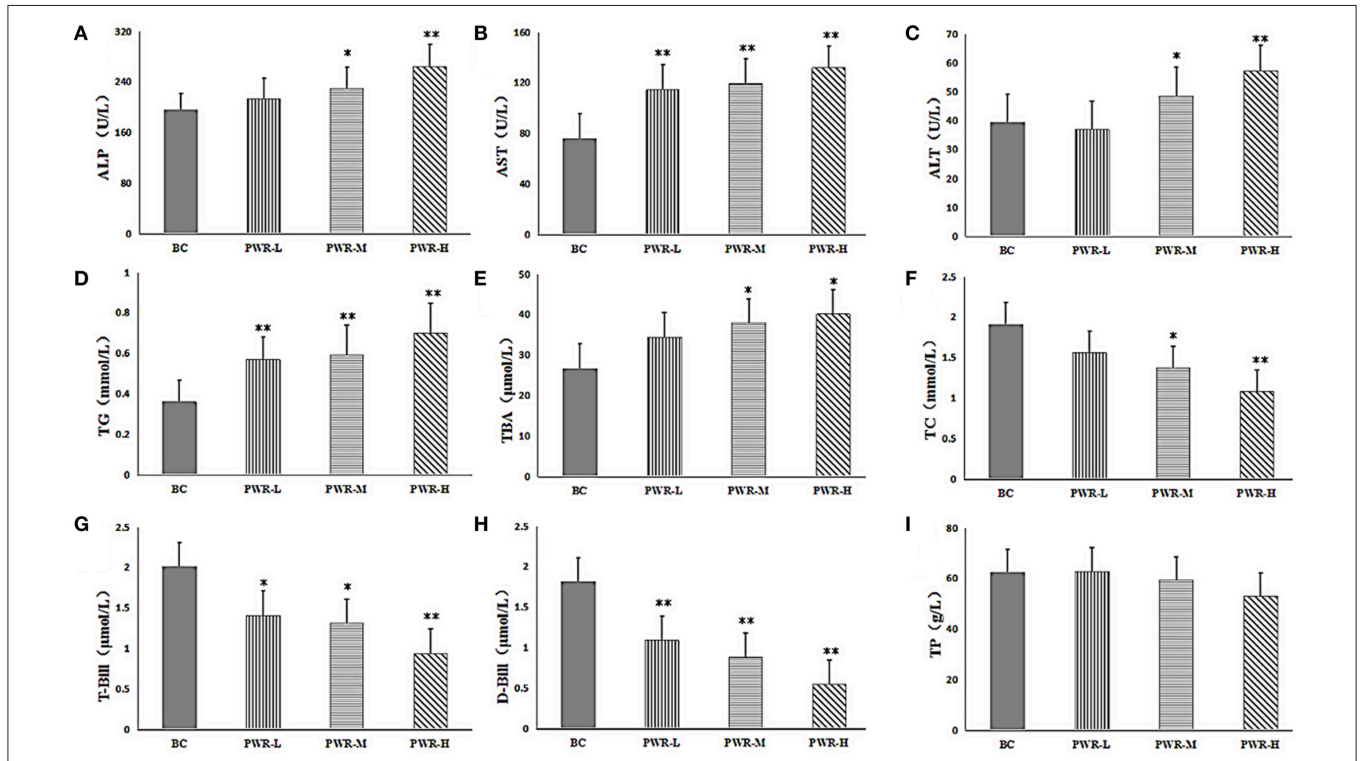 A
ALP (U/L)
320
240
160
80
0
*
**
BC PWR-L PWR-M PWR-H
B
AST (U/L)
160
120
80
40
0
**
**
**
BC PWR-L PWR-M PWR-H
C
ALT (U/L)
70
60
50
40
30
20
10
0
*
**
BC PWR-L PWR-M PWR-H
D
TG (mmol/L)
1
0.8
0.6
0.4
0.2
0
**
**
**
BC PWR-L PWR-M PWR-H
E
TBA (μmol/L)
50
40
30
20
10
0
*
*
BC PWR-L PWR-M PWR-H
F
TC (mmol/L)
2.5
2
1.5
1
0.5
0
*
**
BC PWR-L PWR-M PWR-H
G
T-Bill (μmol/L)
2.5
2
1.5
1
0.5
0
*
*
**
BC PWR-L PWR-M PWR-H
H
D-Bill (μmol/L)
2.5
2
1.5
1
0.5
0
**
**
**
BC PWR-L PWR-M PWR-H
I
TP (g/L)
80
60
40
20
0
BC PWR-L PWR-M PWR-H